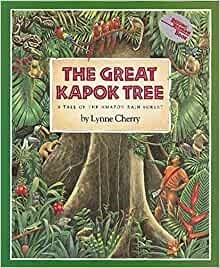 THE GREAT
KAPOK TREE
A TALE OF THE AMAZON RAIN FOREST
by Lynne Cherry